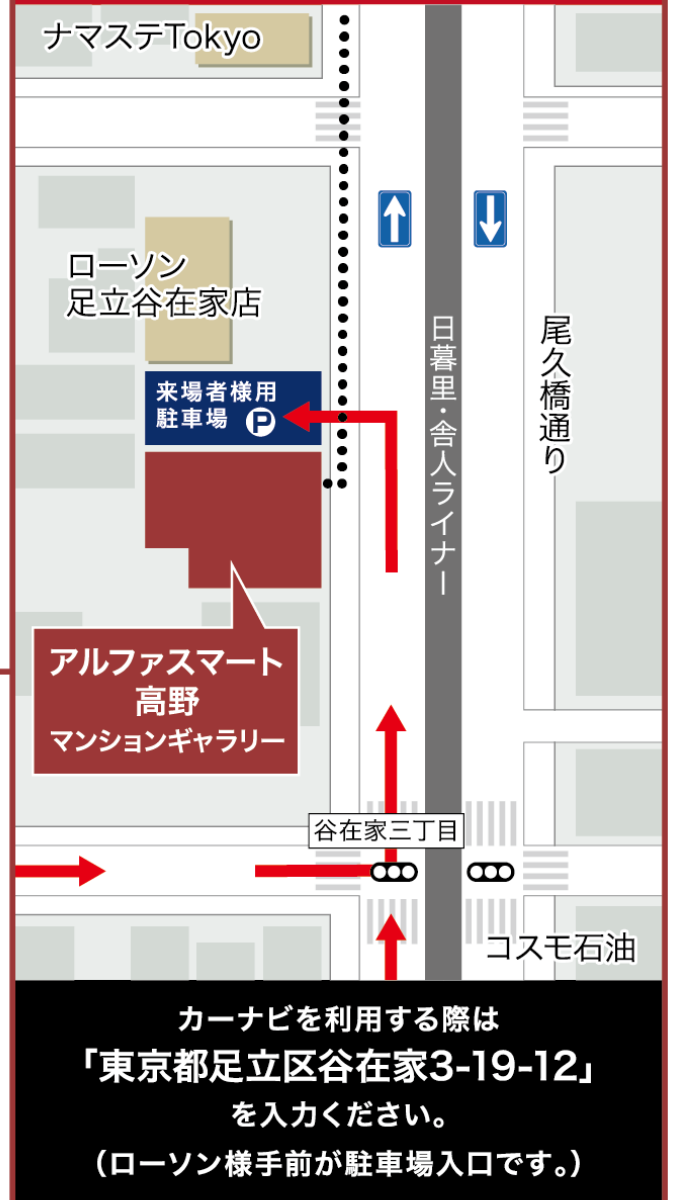 ナマステTokyo
ローソン
足立谷在家店
来場者様用
駐車場 P
日暮里・舎人ライナー
尾久橋通り
アルファスマート
高野
マンションギャラリー
谷在家三丁目
コスモ石油
カーナビを利用する際は
「東京都足立区谷在家3-19-12」
を入力ください。
（ローソン様手前が駐車場入口です。）